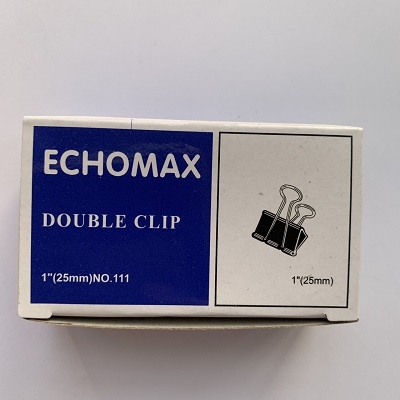 ECHOMAX
DOUBLE CLIP
1"(25mm)NO.111
1"(25mm)